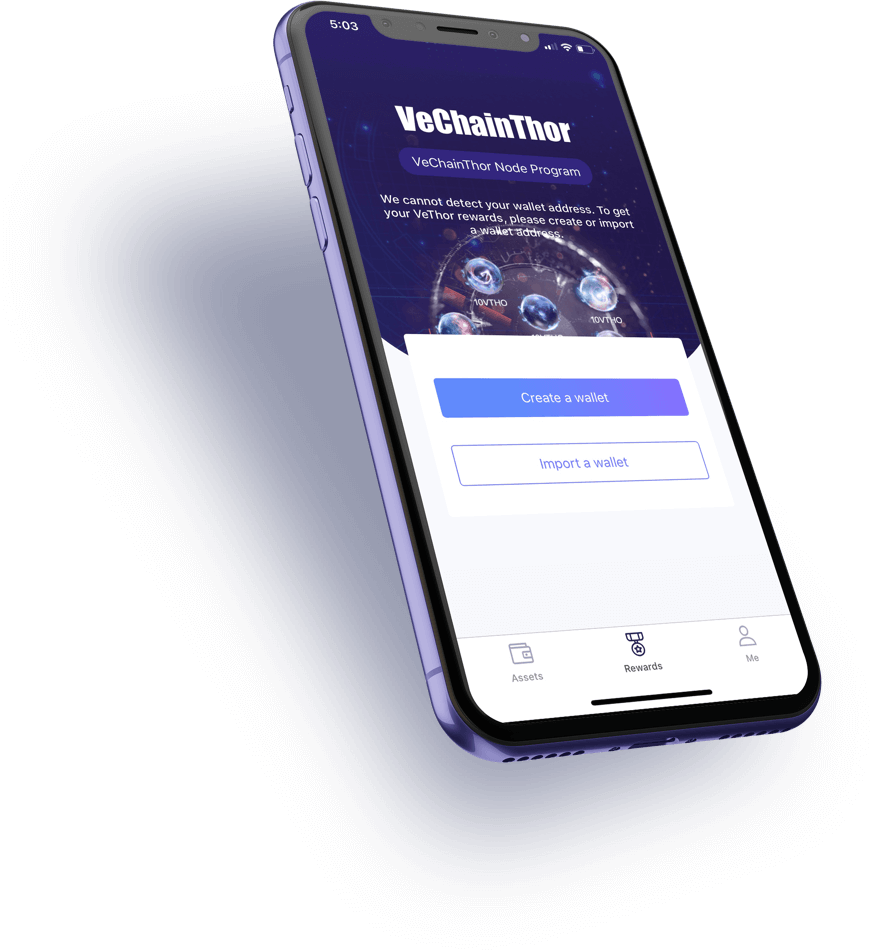 5:03
VeChainThor
VeChainThor Node Program
We cannot detect your wallet address. To get
your VeThor rewards, please create or import
a wallet address.
10VTHO
10VTHO
Create a wallet
Import a wallet
Assets
Rewards
Me